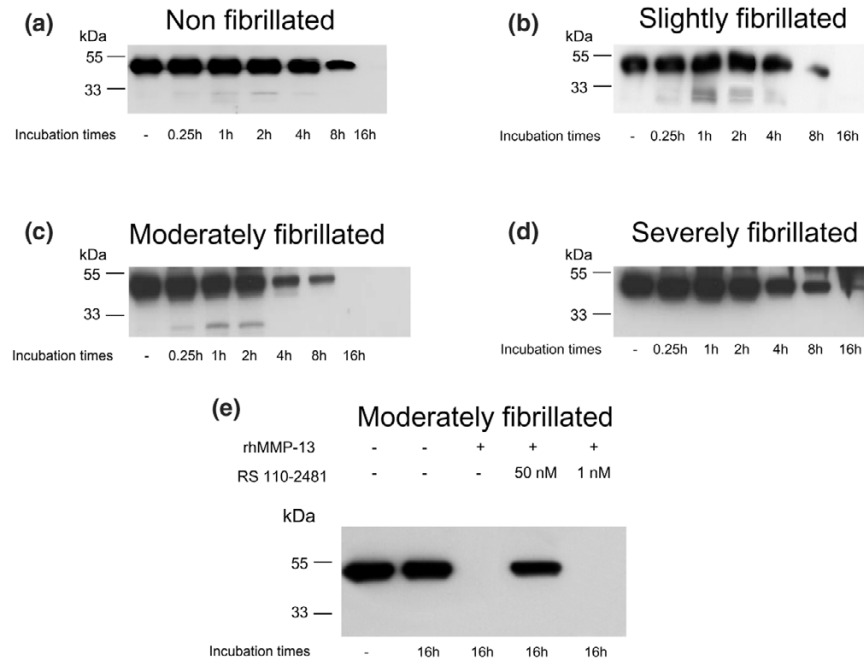 (a) Non fibrillated
kDa
55
33
Incubation times - 0.25h 1h 2h 4h 8h 16h
(b) Slightly fibrillated
kDa
55
33
Incubation times - 0.25h 1h 2h 4h 8h 16h
(c) Moderately fibrillated
kDa
55
33
Incubation times - 0.25h 1h 2h 4h 8h 16h
(d) Severely fibrillated
kDa
55
33
Incubation times - 0.25h 1h 2h 4h 8h 16h
(e) Moderately fibrillated
rhMMP-13 - - + + +
RS 110-2481 - - - 50 nM 1 nM
kDa
55
33
Incubation times - 16h 16h 16h 16h